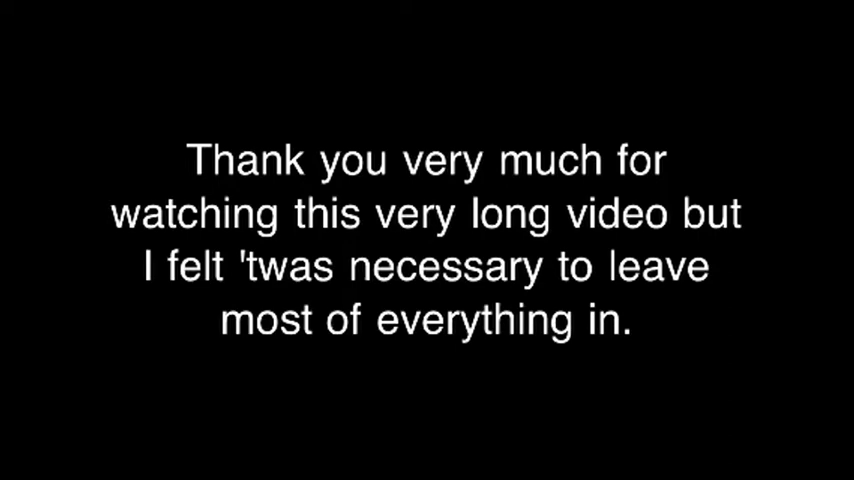 Thank you very much for
watching this very long video but
I felt 'twas necessary to leave
most of everything in.